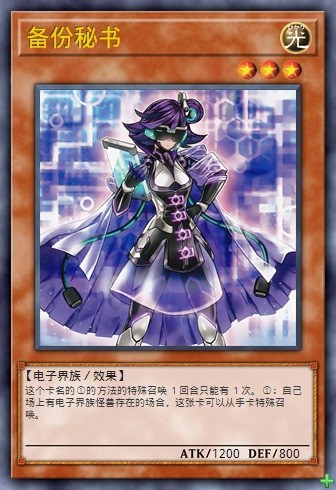 备份秘书
光
【电子界族／效果】
这个卡名的①的方法的特殊召唤 1 回合只能有 1 次。①：自己
场上有电子界族怪兽存在的场合，这张卡可以从手卡特殊召
唤。
ATK/1200 DEF/800